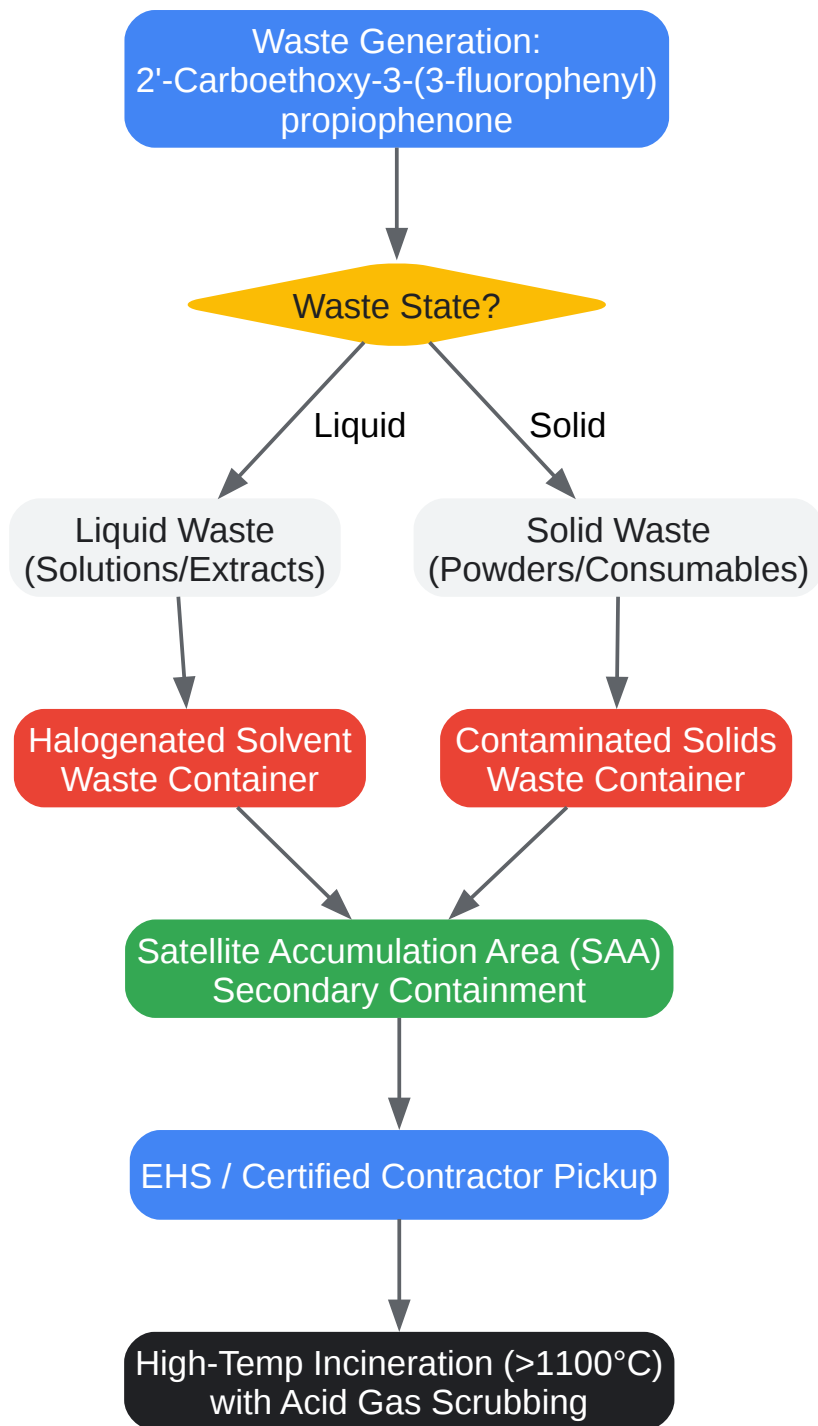 Waste Generation:
2'-Carboethoxy-3-(3-fluorophenyl)
propiophenone
Waste State?
Liquid
Solid
Liquid Waste
(Solutions/Extracts)
Solid Waste
(Powders/Consumables)
Halogenated Solvent
Waste Container
Contaminated Solids
Waste Container
Satellite Accumulation Area (SAA)
Secondary Containment
EHS / Certified Contractor Pickup
High-Temp Incineration (>1100°C)
with Acid Gas Scrubbing